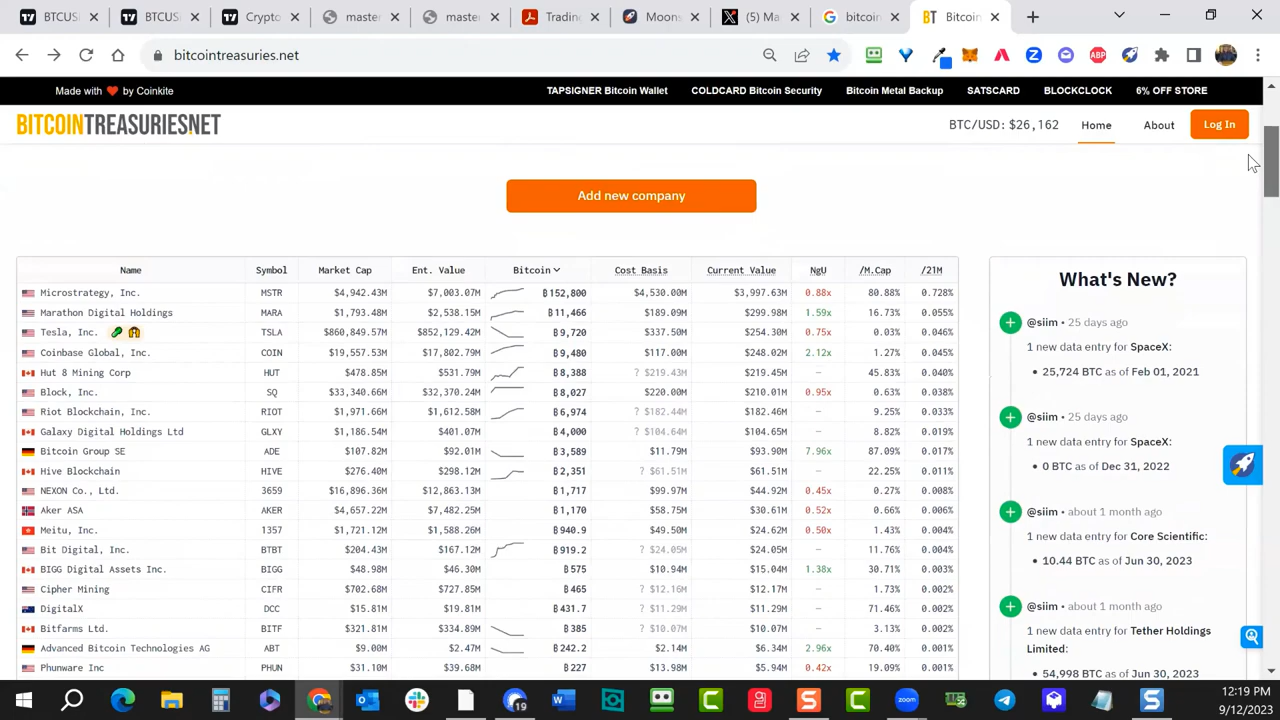 BTCUS
BTCUS
Crypto
maste
maste
Tradin
Moons
(5) Ma
bitcoin
Bitcoin
bitcointreasuries.net
Made with ❤ by Coinkite TAPSIGNER Bitcoin Wallet COLDCARD Bitcoin Security Bitcoin Metal Backup SATSCARD BLOCKCLOCK 6% OFF STORE
BITCOINTREASURIES.NET BTC/USD: $26,162 Home About Log In
Add new company
Name Symbol Market Cap Ent. Value Bitcoin Cost Basis Current Value NgU /M.Cap /21M
Microstrategy, Inc. MSTR $4,942.43M $7,003.07M ฿152,800 $4,530.00M $3,997.63M 0.88x 80.88% 0.728%
Marathon Digital Holdings MARA $1,793.48M $2,538.15M ฿11,466 $189.09M $299.98M 1.59x 16.73% 0.055%
Tesla, Inc. TSLA $860,849.57M $852,129.42M ฿9,720 $337.50M $254.30M 0.75x 0.03% 0.046%
Coinbase Global, Inc. COIN $19,557.53M $17,802.79M ฿9,480 $117.00M $248.02M 2.12x 1.27% 0.045%
Hut 8 Mining Corp HUT $478.85M $531.79M ฿8,388 ? $219.43M $219.45M – 45.83% 0.040%
Block, Inc. SQ $33,340.66M $32,370.24M ฿8,027 $220.00M $210.01M 0.95x 0.63% 0.038%
Riot Blockchain, Inc. RIOT $1,971.66M $1,612.58M ฿6,974 ? $182.44M $182.46M – 9.25% 0.033%
Galaxy Digital Holdings Ltd GLXY $1,186.54M $401.07M ฿4,000 ? $104.64M $104.65M – 8.82% 0.019%
Bitcoin Group SE ADE $107.82M $92.01M ฿3,589 $11.79M $93.90M 7.96x 87.09% 0.017%
Hive Blockchain HIVE $276.40M $298.12M ฿2,351 ? $61.51M $61.51M – 22.25% 0.011%
NEXON Co., Ltd. 3659 $16,896.36M $12,863.13M ฿1,717 $99.97M $44.92M 0.45x 0.27% 0.008%
Aker ASA AKER $4,657.22M $7,482.25M ฿1,170 $58.75M $30.61M 0.52x 0.66% 0.006%
Meitu, Inc. 1357 $1,721.12M $1,588.26M ฿940.9 $49.50M $24.62M 0.50x 1.43% 0.004%
Bit Digital, Inc. BTBT $204.43M $167.12M ฿919.2 ? $24.05M $24.05M – 11.76% 0.004%
BIGG Digital Assets Inc. BIGG $48.98M $46.30M ฿575 $10.94M $15.04M 1.38x 30.71% 0.003%
Cipher Mining CIFR $702.68M $727.85M ฿465 ? $12.16M $12.17M – 1.73% 0.002%
DigitalX DCC $15.81M $19.81M ฿431.7 ? $11.29M $11.29M – 71.46% 0.002%
Bitfarms Ltd. BITF $321.81M $334.89M ฿385 ? $10.07M $10.07M – 3.13% 0.002%
Advanced Bitcoin Technologies AG ABT $9.00M $2.47M ฿242.2 $2.14M $6.34M 2.96x 70.40% 0.001%
Phunware Inc PHUN $31.10M $39.68M ฿227 $13.98M $5.94M 0.42x 19.09% 0.001%
What's New?
@siim • 25 days ago
1 new data entry for SpaceX:
• 25,724 BTC as of Feb 01, 2021
@siim • 25 days ago
1 new data entry for SpaceX:
• 0 BTC as of Dec 31, 2022
@siim • about 1 month ago
1 new data entry for Core Scientific:
• 10.44 BTC as of Jun 30, 2023
@siim • about 1 month ago
1 new data entry for Tether Holdings
Limited:
• 54,998 BTC as of Jun 30, 2023
12:19 PM
9/12/2023